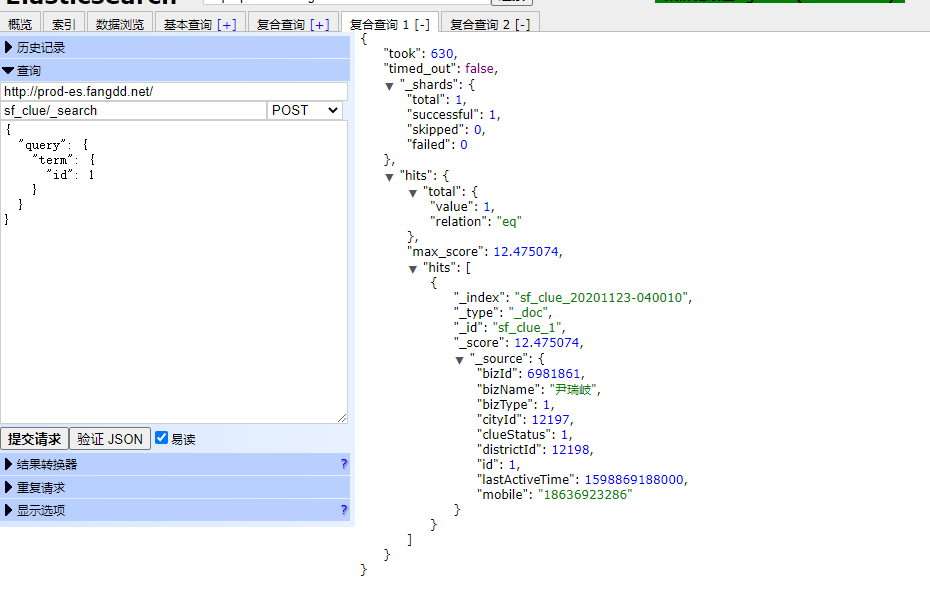 ElasticSearch
概览 索引 数据浏览 基本查询 [+] 复合查询 [+] 复合查询 1 [-] 复合查询 2 [-]
历史记录
查询
http://prod-es.fangdd.net/
sf_clue/_search POST
{
"query": {
"term": {
"id": 1
}
}
}
提交请求 验证 JSON 易读
结果转换器 ?
重复请求
显示选项 ?
{
"took": 630,
"timed_out": false,
"_shards": {
"total": 1,
"successful": 1,
"skipped": 0,
"failed": 0
},
"hits": {
"total": {
"value": 1,
"relation": "eq"
},
"max_score": 12.475074,
"hits": [
{
"_index": "sf_clue_20201123-040010",
"_type": "_doc",
"_id": "sf_clue_1",
"_score": 12.475074,
"_source": {
"bizId": 6981861,
"bizName": "尹瑞岐",
"bizType": 1,
"cityId": 12197,
"clueStatus": 1,
"districtId": 12198,
"id": 1,
"lastActiveTime": 1598869188000,
"mobile": "18636923286"
}
}
]
}
}